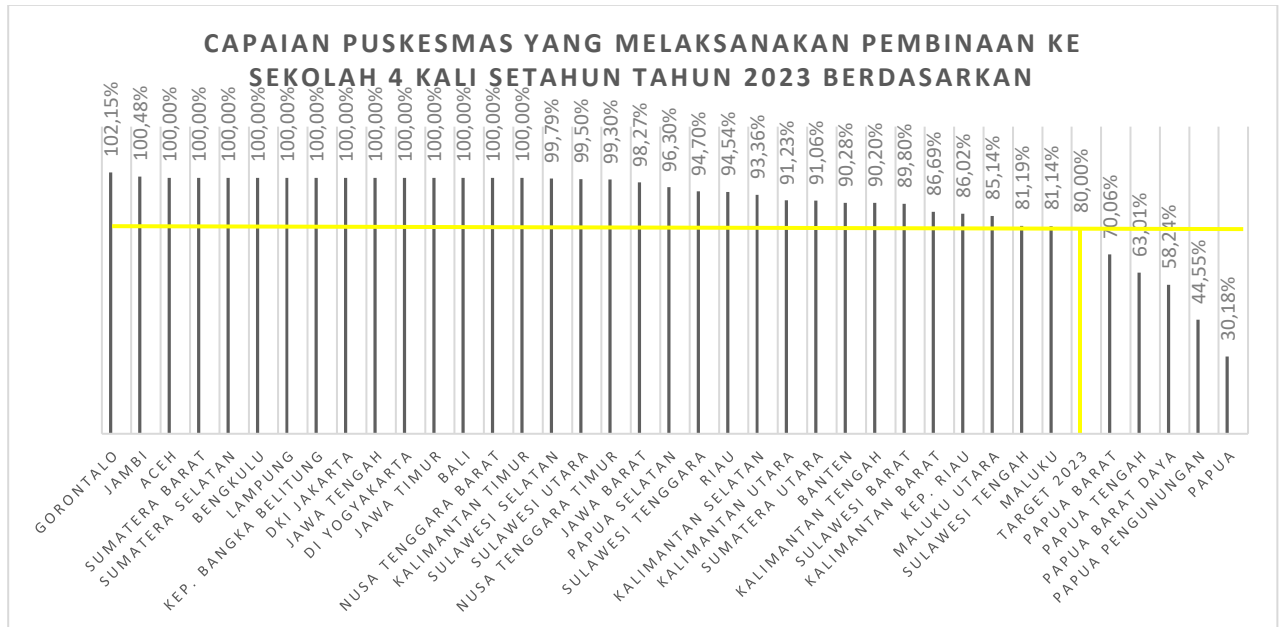 CAPAIAN PUSKESMAS YANG MELAKSANAKAN PEMBINAAN KE
SEKOLAH 4 KALI SETAHUN TAHUN 2023 BERDASARKAN
102,15%
100,48%
100,00%
100,00%
100,00%
100,00%
100,00%
100,00%
100,00%
100,00%
100,00%
100,00%
100,00%
100,00%
100,00%
99,79%
99,50%
99,30%
98,27%
96,30%
94,70%
94,54%
93,36%
91,23%
91,06%
90,28%
90,20%
89,80%
86,69%
86,02%
85,14%
81,19%
81,14%
80,00%
70,06%
63,01%
58,24%
44,55%
30,18%
GORONTALO
JAMBI
ACEH
SUMATERA BARAT
SUMATERA SELATAN
BENGKULU
LAMPUNG
KEP. BANGKA BELITUNG
DKI JAKARTA
JAWA TENGAH
DI YOGYAKARTA
JAWA TIMUR
BALI
NUSA TENGGARA BARAT
KALIMANTAN TIMUR
SULAWESI SELATAN
SULAWESI UTARA
NUSA TENGGARA TIMUR
JAWA BARAT
PAPUA SELATAN
SULAWESI TENGGARA
RIAU
KALIMANTAN SELATAN
KALIMANTAN UTARA
SUMATERA UTARA
BANTEN
KALIMANTAN TENGAH
SULAWESI BARAT
KALIMANTAN BARAT
KEP. RIAU
MALUKU UTARA
SULAWESI TENGAH
MALUKU
TARGET 2023
PAPUA BARAT
PAPUA TENGAH
PAPUA BARAT DAYA
PAPUA PENGUNUNGAN
PAPUA